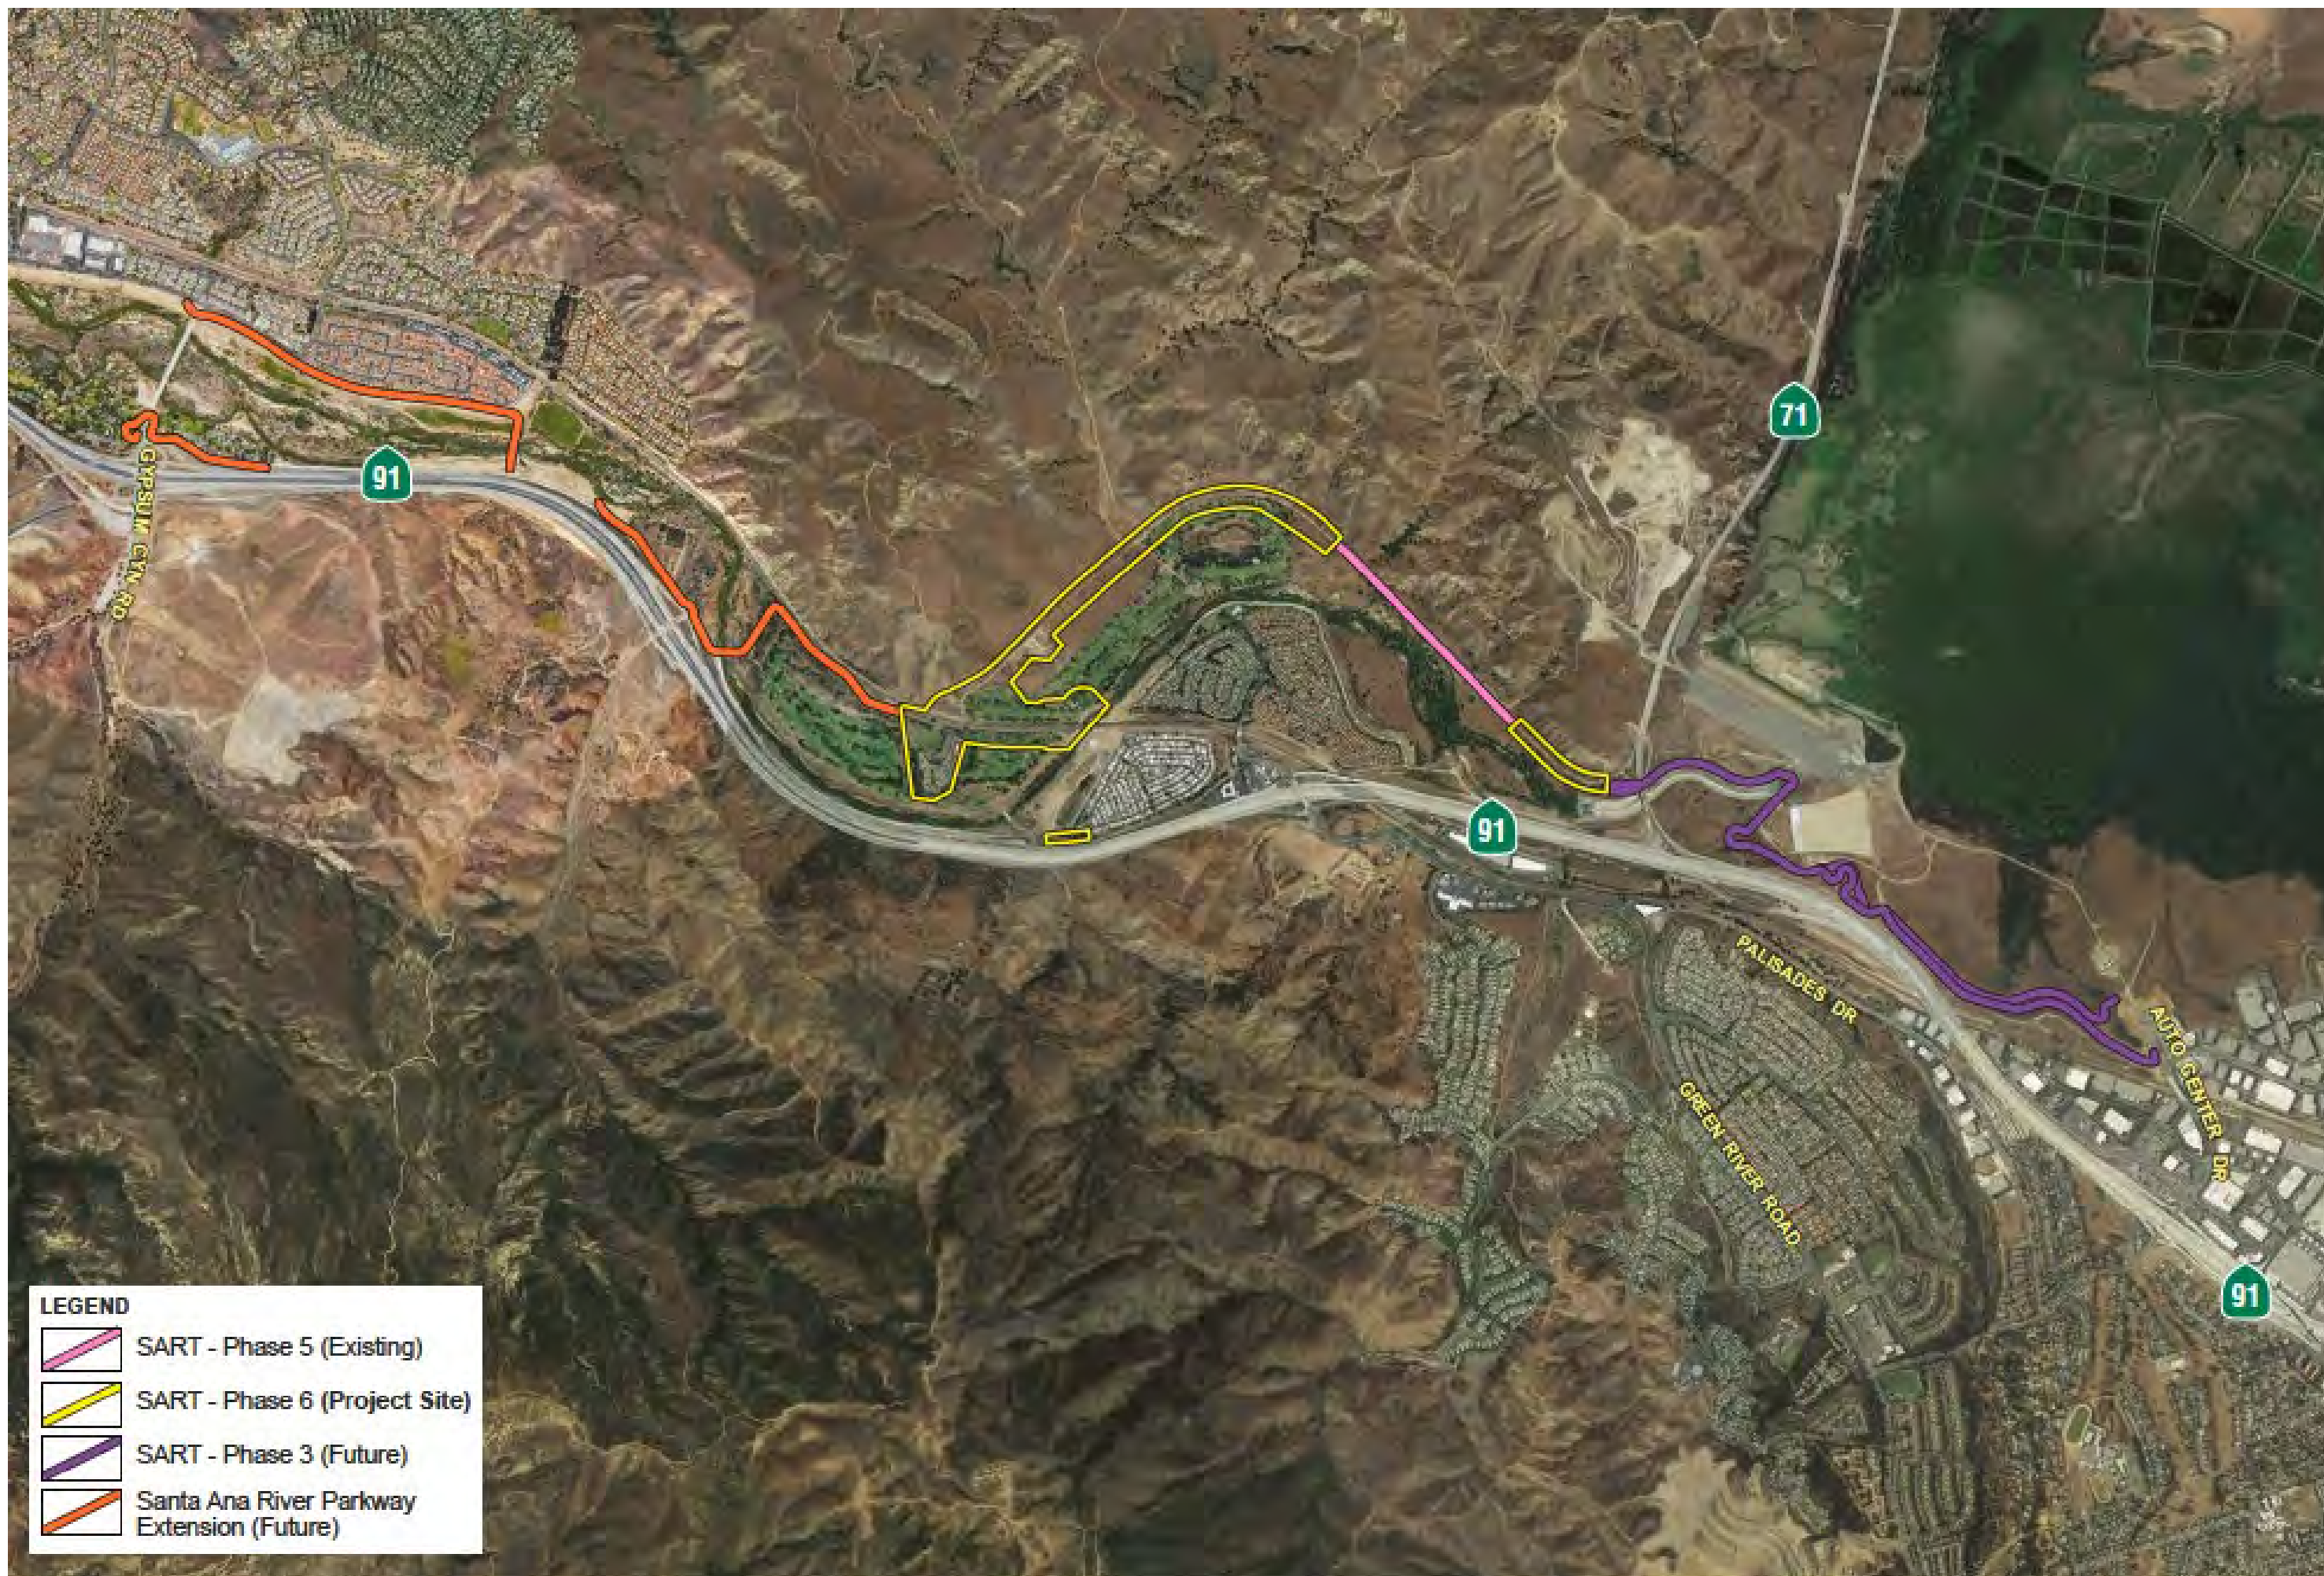 71
91
GYPSUM CYN RD
91
PALISADES DR
AUTO CENTER DR
GREEN RIVER ROAD
91
LEGEND
SART - Phase 5 (Existing)
SART - Phase 6 (Project Site)
SART - Phase 3 (Future)
Santa Ana River Parkway
Extension (Future)